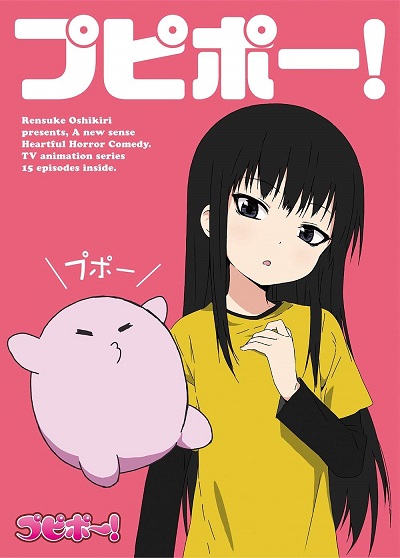 プピポー!
Rensuke Oshikiri
presents, A new sense
Heartful Horror Comedy.
TV animation series
15 episodes inside.
プポー
プピポー!